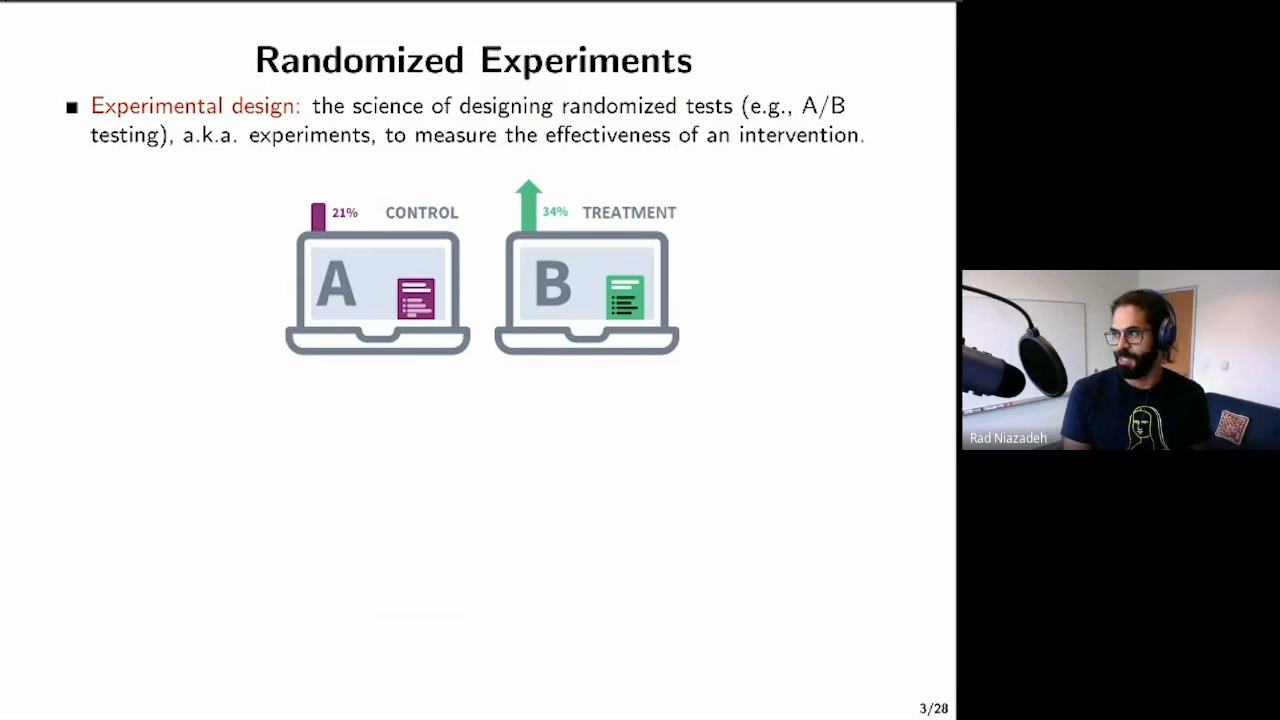 Randomized Experiments
Experimental design: the science of designing randomized tests (e.g., A/B
testing), a.k.a. experiments, to measure the effectiveness of an intervention.
21% CONTROL
34% TREATMENT
A
B
Rad Niazadeh
3/28